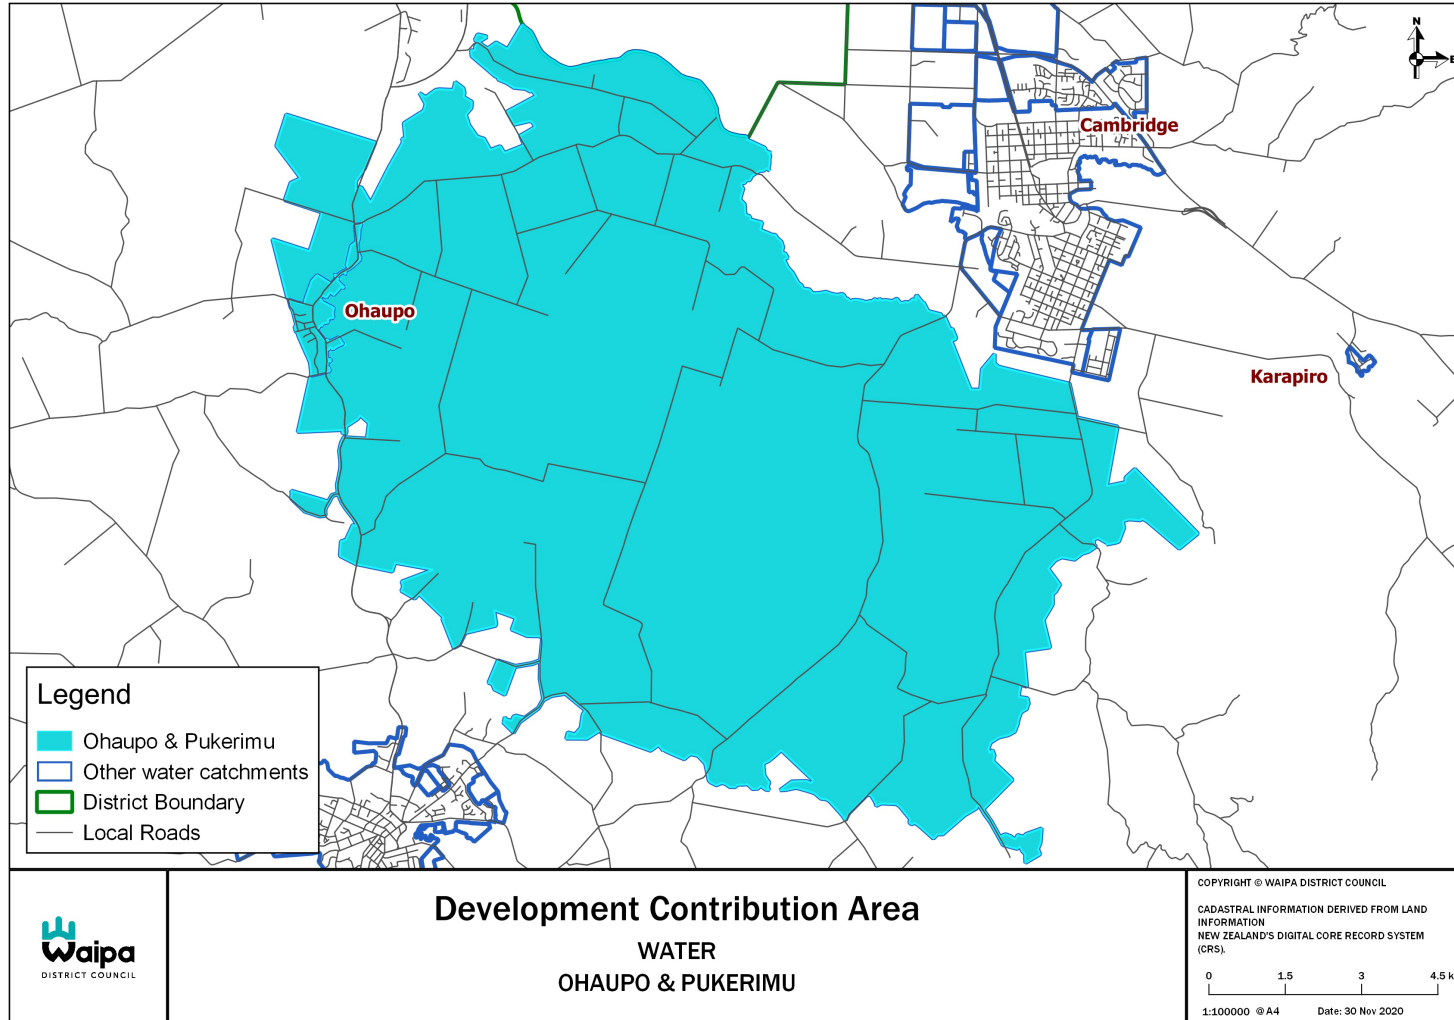 N
E
Cambridge
Ohaupo
Karapiro
Legend
Ohaupo & Pukerimu
Other water catchments
District Boundary
Local Roads
Waipa
DISTRICT COUNCIL
Development Contribution Area
WATER
OHAUPO & PUKERIMU
COPYRIGHT © WAIPA DISTRICT COUNCIL
CADASTRAL INFORMATION DERIVED FROM LAND
INFORMATION
NEW ZEALAND'S DIGITAL CORE RECORD SYSTEM
(CRS).
0 1.5 3 4.5 k
1:100000 @ A4 Date: 30 Nov 2020